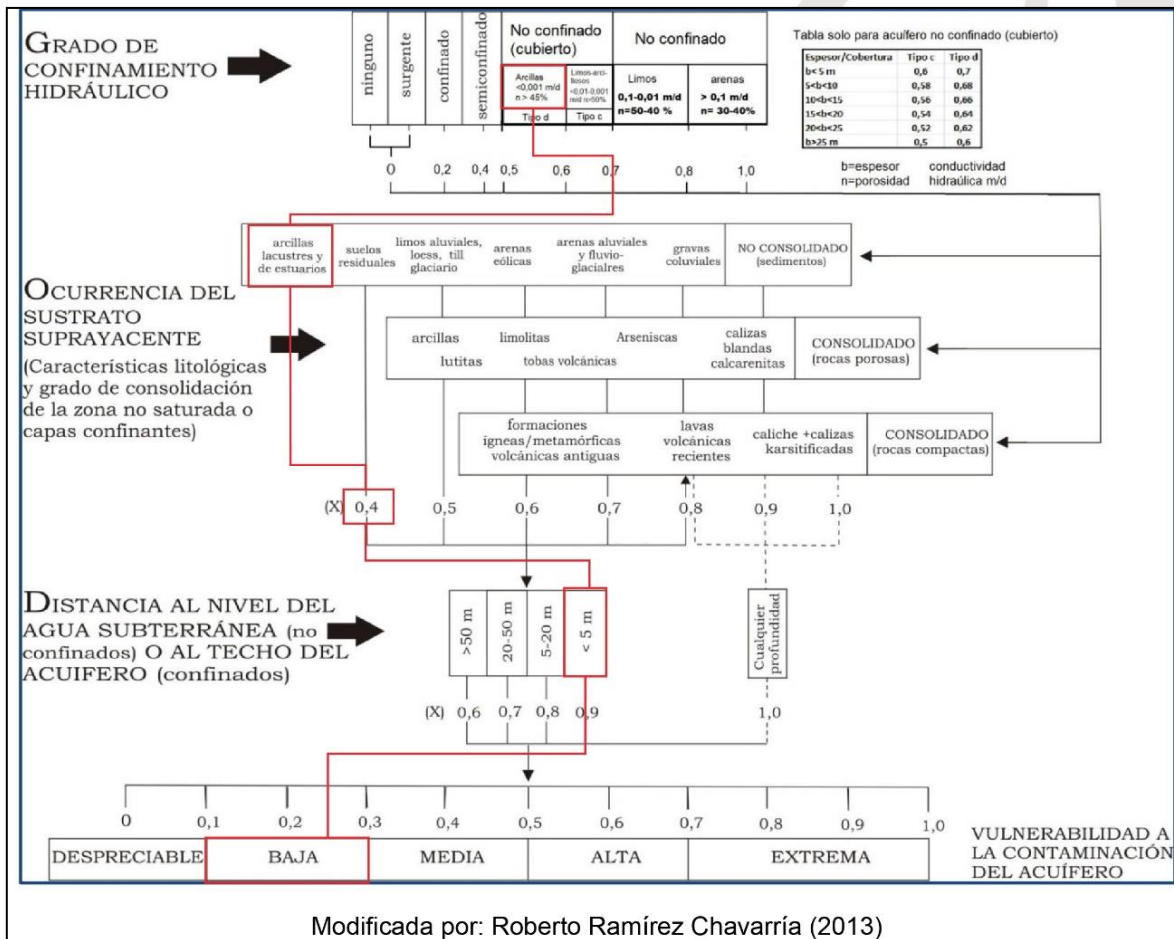 GRADO DE
CONFINAMIENTO
HIDRÁULICO
ninguno
surgente
confinado
semiconfinado
No confinado
(cubierto)
No confinado
Arcillas
<0,001 m/d
n > 45%
Limos-arci-
llosos
<0,01-0,001
m/d n=50%
Limos
0,1-0,01 m/d
n=50-40 %
arenas
> 0,1 m/d
n= 30-40%
Tipo d
Tipo c
0 0,2 0,4 0,5 0,6 0,7 0,8 1,0
Tabla solo para acuífero no confinado (cubierto)
Espesor/Cobertura Tipo c Tipo d
b< 5 m 0,6 0,7
5<b<10 0,58 0,68
10<b<15 0,56 0,66
15<b<20 0,54 0,64
20<b<25 0,52 0,62
b>25 m 0,5 0,6
b=espesor conductividad
n=porosidad hidraúlica m/d
OCURRENCIA DEL
SUSTRATO
SUPRAYACENTE
(Características litológicas
y grado de consolidación
de la zona no saturada o
capas confinantes)
arcillas
lacustres y
de estuarios
suelos
residuales
limos aluviales,
loess, till
glaciario
arenas
eólicas
arenas aluviales
y fluvio-
glacialres
gravas
coluviales
NO CONSOLIDADO
(sedimentos)
arcillas
lutitas
limolitas
tobas volcánicas
Arseniscas
calizas
blandas
calcarenitas
CONSOLIDADO
(rocas porosas)
formaciones
ígneas/metamórficas
volcánicas antiguas
lavas
volcánicas
recientes
caliche +calizas
karsitificadas
CONSOLIDADO
(rocas compactas)
(X) 0,4 0,5 0,6 0,7 0,8 0,9 1,0
DISTANCIA AL NIVEL DEL
AGUA SUBTERRÁNEA (no
confinados) O AL TECHO DEL
ACUIFERO (confinados)
>50 m
20-50 m
5-20 m
< 5 m
Cualquier
profundidad
(X) 0,6 0,7 0,8 0,9 1,0
0 0,1 0,2 0,3 0,4 0,5 0,6 0,7 0,8 0,9 1,0
DESPRECIABLE BAJA MEDIA ALTA EXTREMA
VULNERABILIDAD A
LA CONTAMINACIÓN
DEL ACUÍFERO
Modificada por: Roberto Ramírez Chavarría (2013)